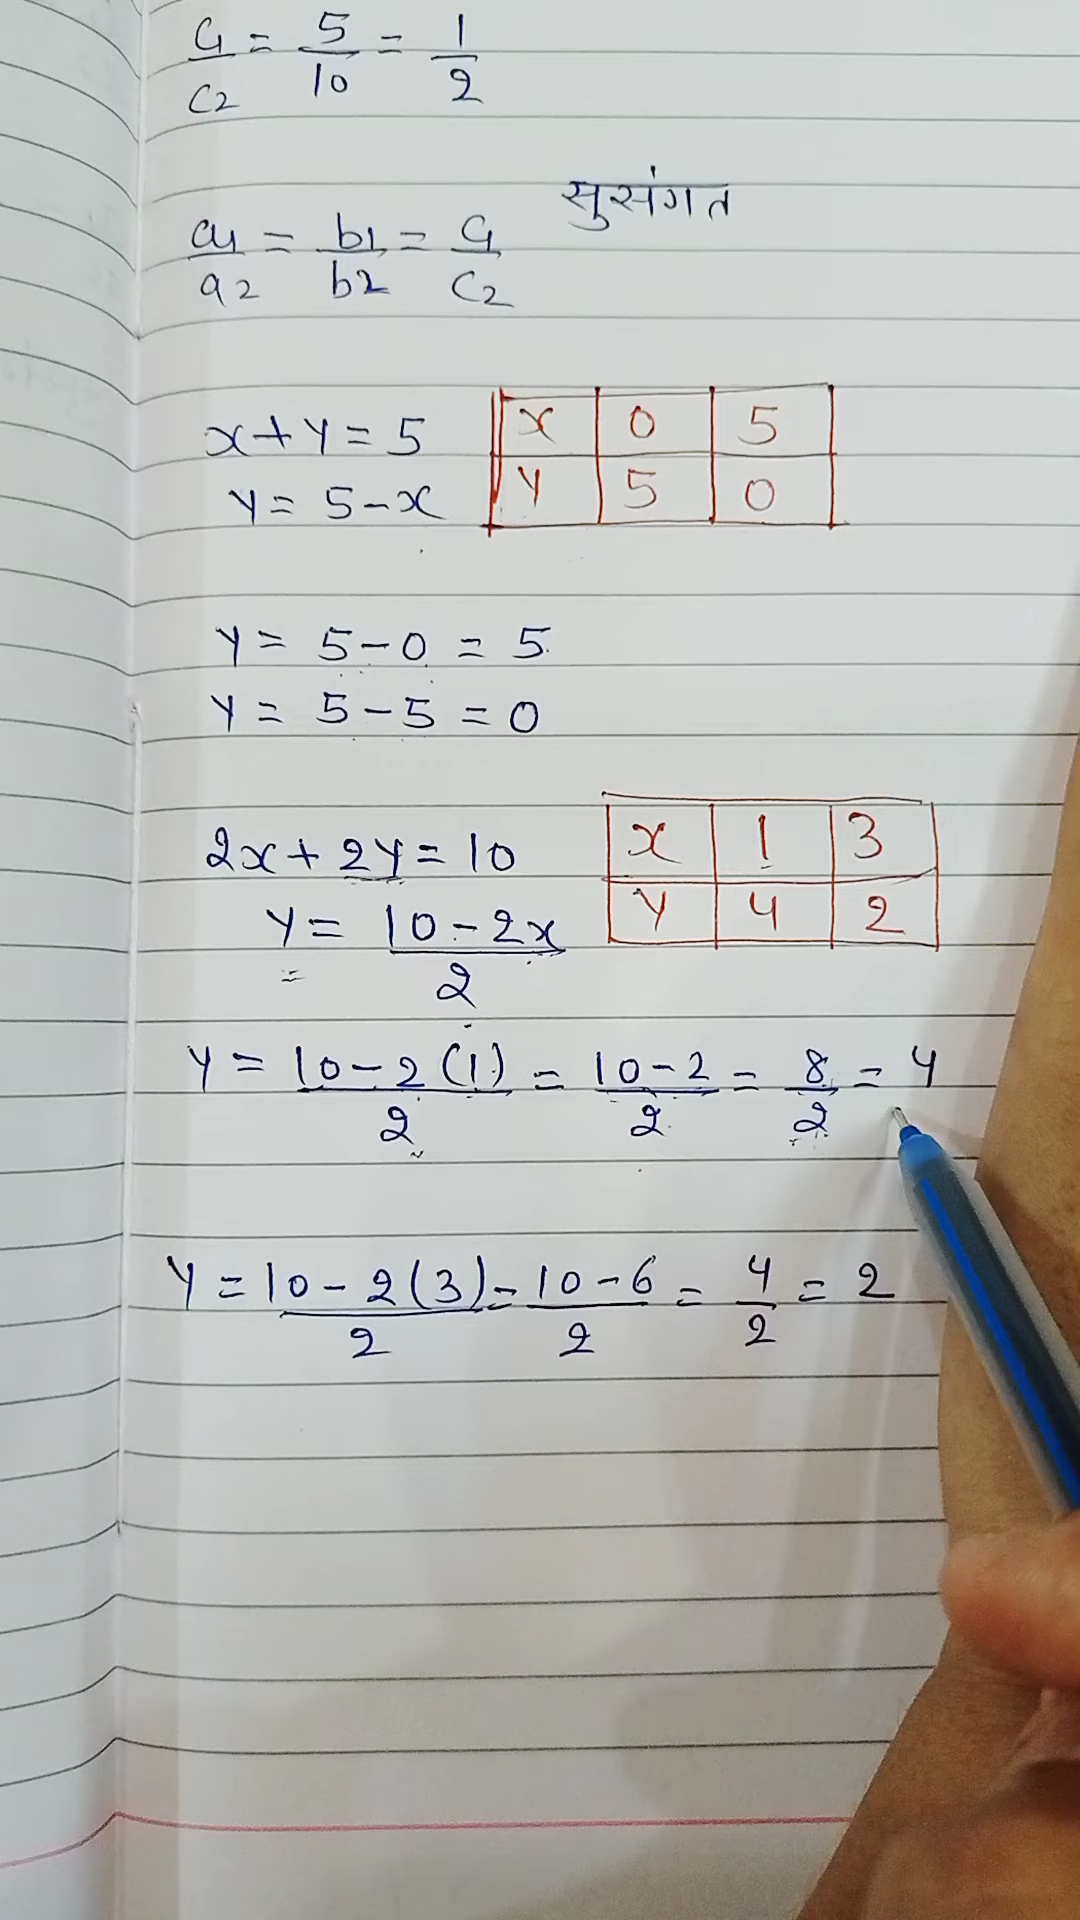 c1/c2 = 5/10 = 1/2
सुसंगत
a1/a2 = b1/b2 = c1/c2
x+y=5
x 0 5
y=5-x
y 5 0
y=5-0=5
y=5-5=0
2x+2y=10
x 1 3
y=10-2x/2
y 4 2
y=10-2(1)/2=10-2/2=8/2=4
y=10-2(3)/2=10-6/2=4/2=2